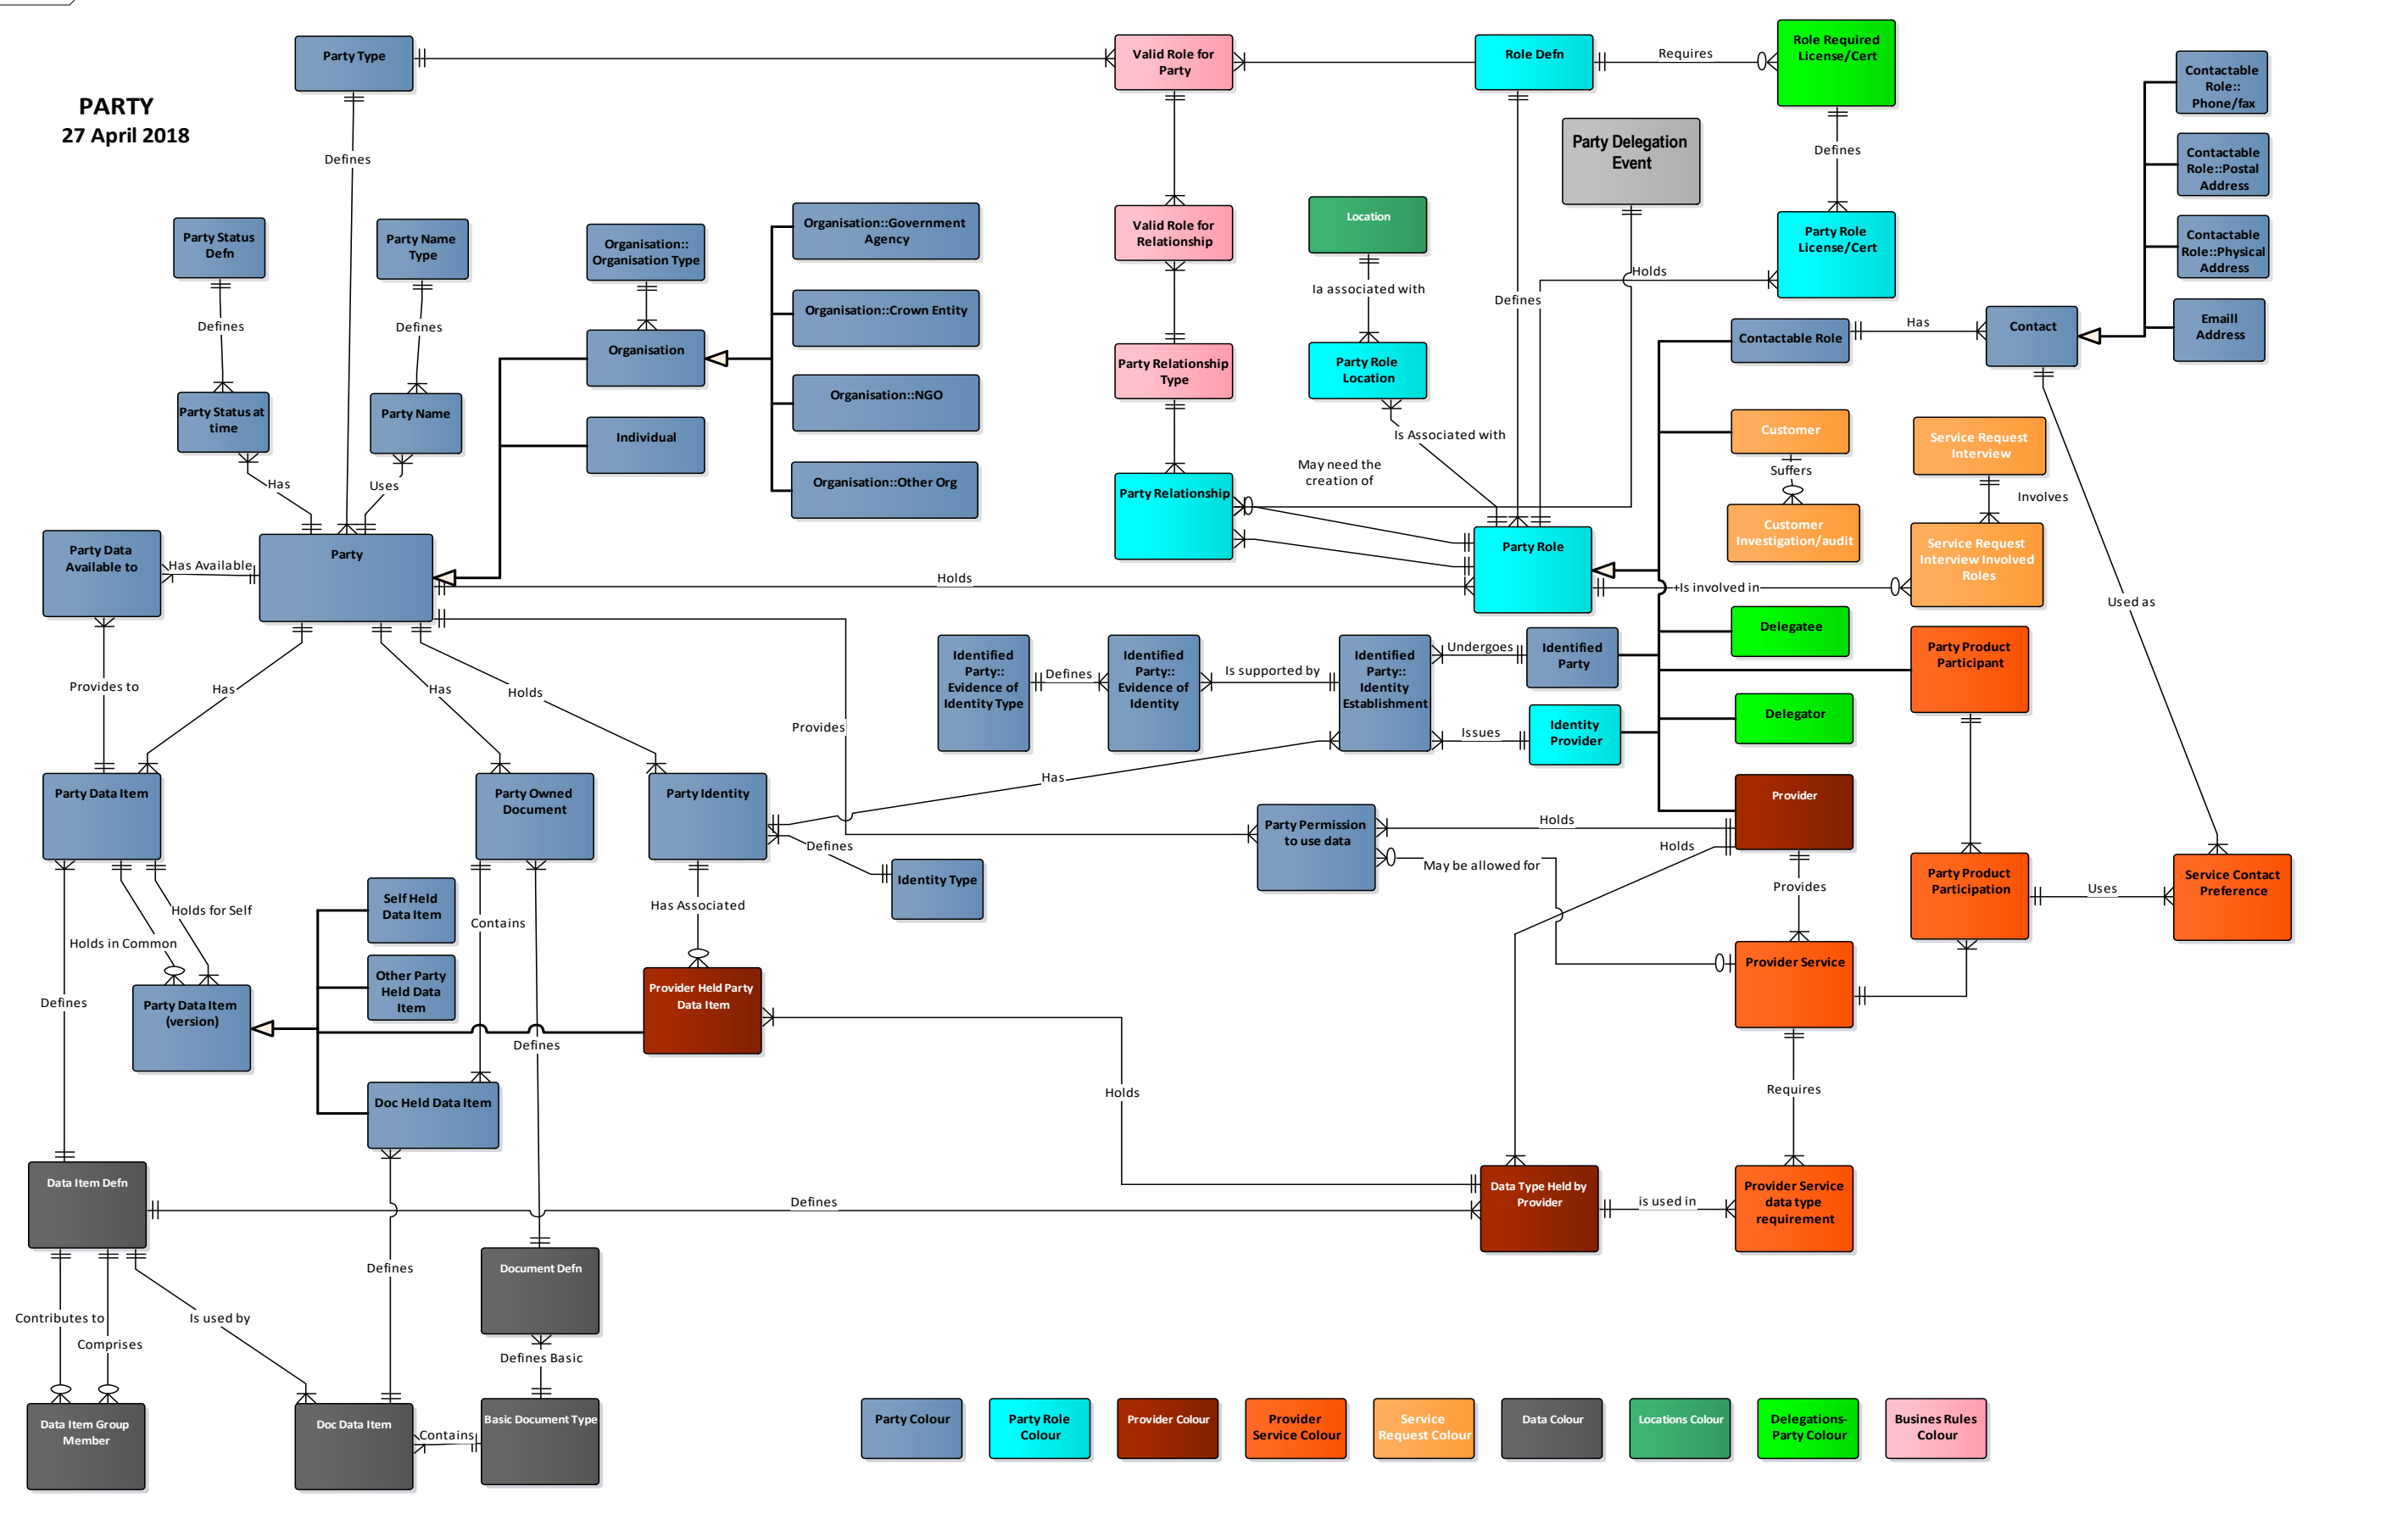 PARTY
27 April 2018
Party Type
Valid Role for
Party
Role Defn
Requires
Role Required
License/Cert
Contactable
Role::
Phone/fax
Defines
Party Delegation
Event
Defines
Contactable
Role::Postal
Address
Party Status
Defn
Party Name
Type
Organisation::
Organisation Type
Organisation::Government
Agency
Valid Role for
Relationship
Location
Party Role
License/Cert
Contactable
Role::Physical
Address
Holds
Ia associated with
Defines
Defines
Defines
Organisation::Crown Entity
Organisation
Party Relationship
Type
Party Role
Location
Contactable Role
Has
Contact
Emaill
Address
Party Status at
time
Party Name
Organisation::NGO
Individual
Is Associated with
Customer
Service Request
Interview
Suffers
May need the
creation of
Has
Uses
Organisation::Other Org
Party Relationship
Involves
Customer
Investigation/audit
Service Request
Interview Involved
Roles
Party Data
Available to
Has Available
Party
Party Role
Holds
+Is involved in
Used as
Delegatee
Identified
Party::
Evidence of
Identity Type
Defines
Identified
Party::
Evidence of
Identity
Is supported by
Identified
Party::
Identity
Establishment
Undergoes
Identified
Party
Party Product
Participant
Provides to
Has
Has
Holds
Provides
Issues
Identity
Provider
Delegator
Has
Party Data Item
Party Owned
Document
Party Identity
Provider
Party Permission
to use data
Holds
Defines
Holds
May be allowed for
Identity Type
Provides
Party Product
Participation
Uses
Service Contact
Preference
Self Held
Data Item
Holds for Self
Contains
Has Associated
Holds in Common
Other Party
Held Data
Item
Provider Service
Provider Held Party
Data Item
Defines
Party Data Item
(version)
Defines
Holds
Requires
Doc Held Data Item
Data Item Defn
Defines
Data Type Held by
Provider
is used in
Provider Service
data type
requirement
Defines
Document Defn
Contributes to
Is used by
Comprises
Defines Basic
Data Item Group
Member
Doc Data Item
Contains
Basic Document Type
Party Colour
Party Role
Colour
Provider Colour
Provider
Service Colour
Service
Request Colour
Data Colour
Locations Colour
Delegations-
Party Colour
Busines Rules
Colour